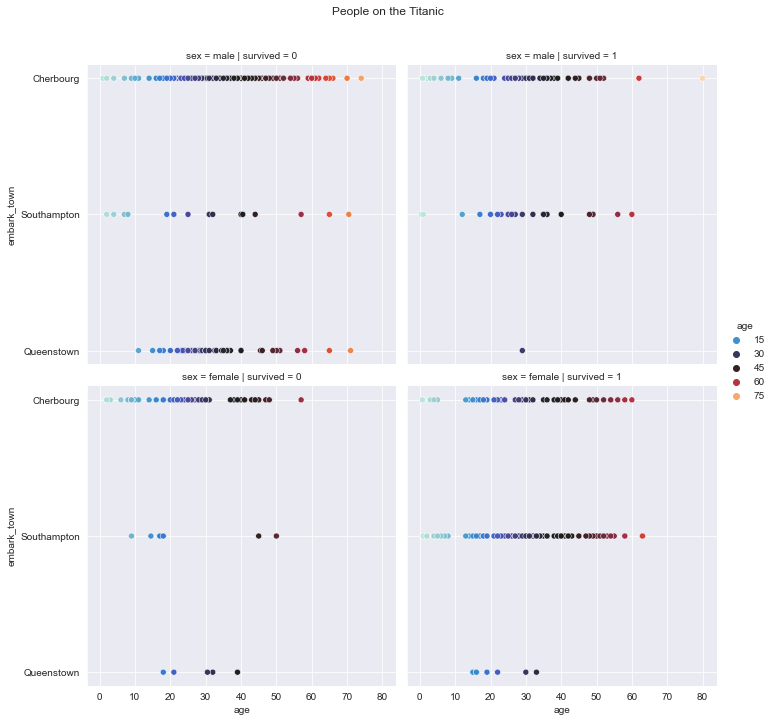 People on the Titanic
sex = male | survived = 0
sex = male | survived = 1
Cherbourg
embark_town
Southampton
Queenstown
sex = female | survived = 0
sex = female | survived = 1
Cherbourg
embark_town
Southampton
Queenstown
0 10 20 30 40 50 60 70 80
0 10 20 30 40 50 60 70 80
age
age
age
15
30
45
60
75